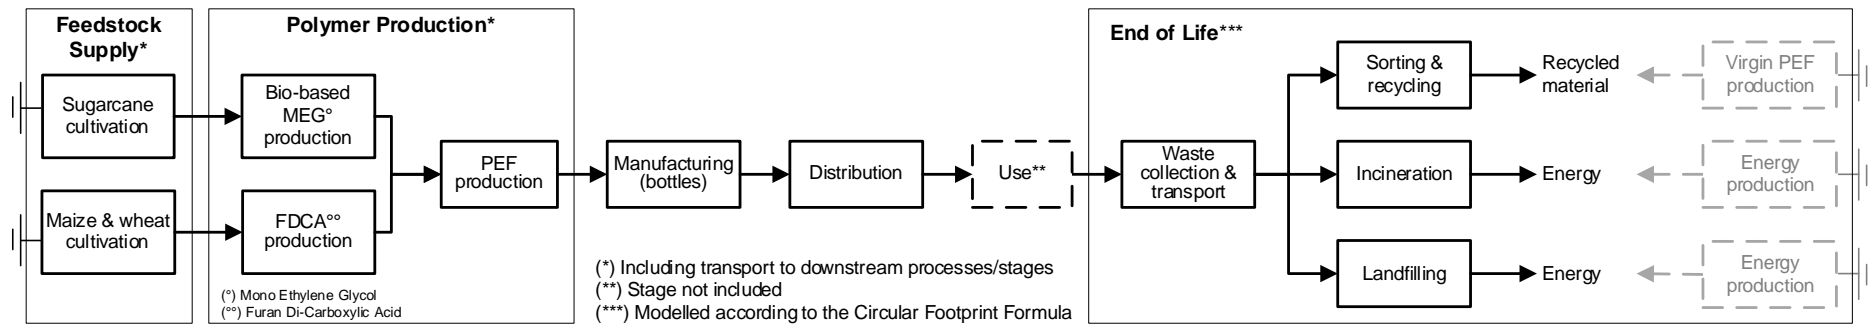 Feedstock
Supply*
Sugarcane
cultivation
Maize & wheat
cultivation
Polymer Production*
Bio-based
MEG°
production
FDCA°°
production
PEF
production
(°) Mono Ethylene Glycol
(°°) Furan Di-Carboxylic Acid
Manufacturing
(bottles)
Distribution
Use**
(*) Including transport to downstream processes/stages
(**) Stage not included
(***) Modelled according to the Circular Footprint Formula
End of Life***
Waste
collection &
transport
Sorting &
recycling
Recycled
material
Virgin PEF
production
Incineration
Energy
Energy
production
Landfilling
Energy
Energy
production